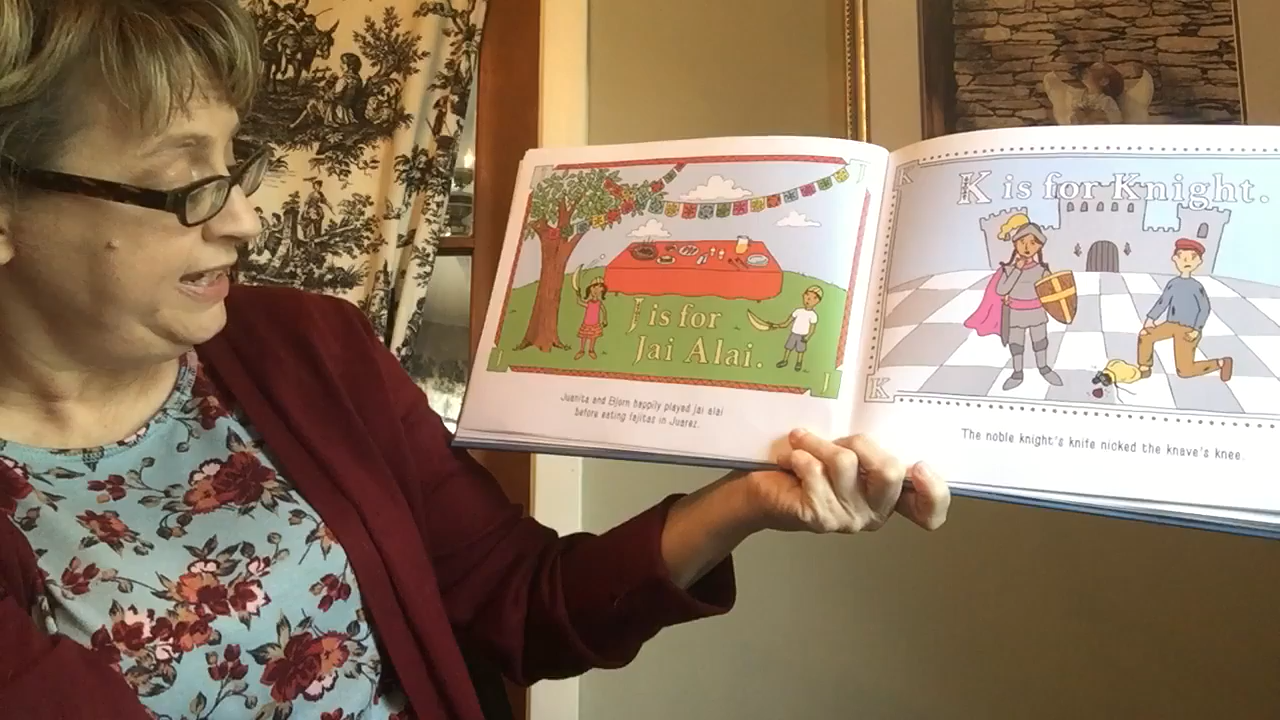 J is for
Jai Alai.
Juanita and Bjorn happily played jai alai
before eating fajitas in Juarez.
K
K is for Knight.
K
The noble knight's knife nicked the knave's knee.